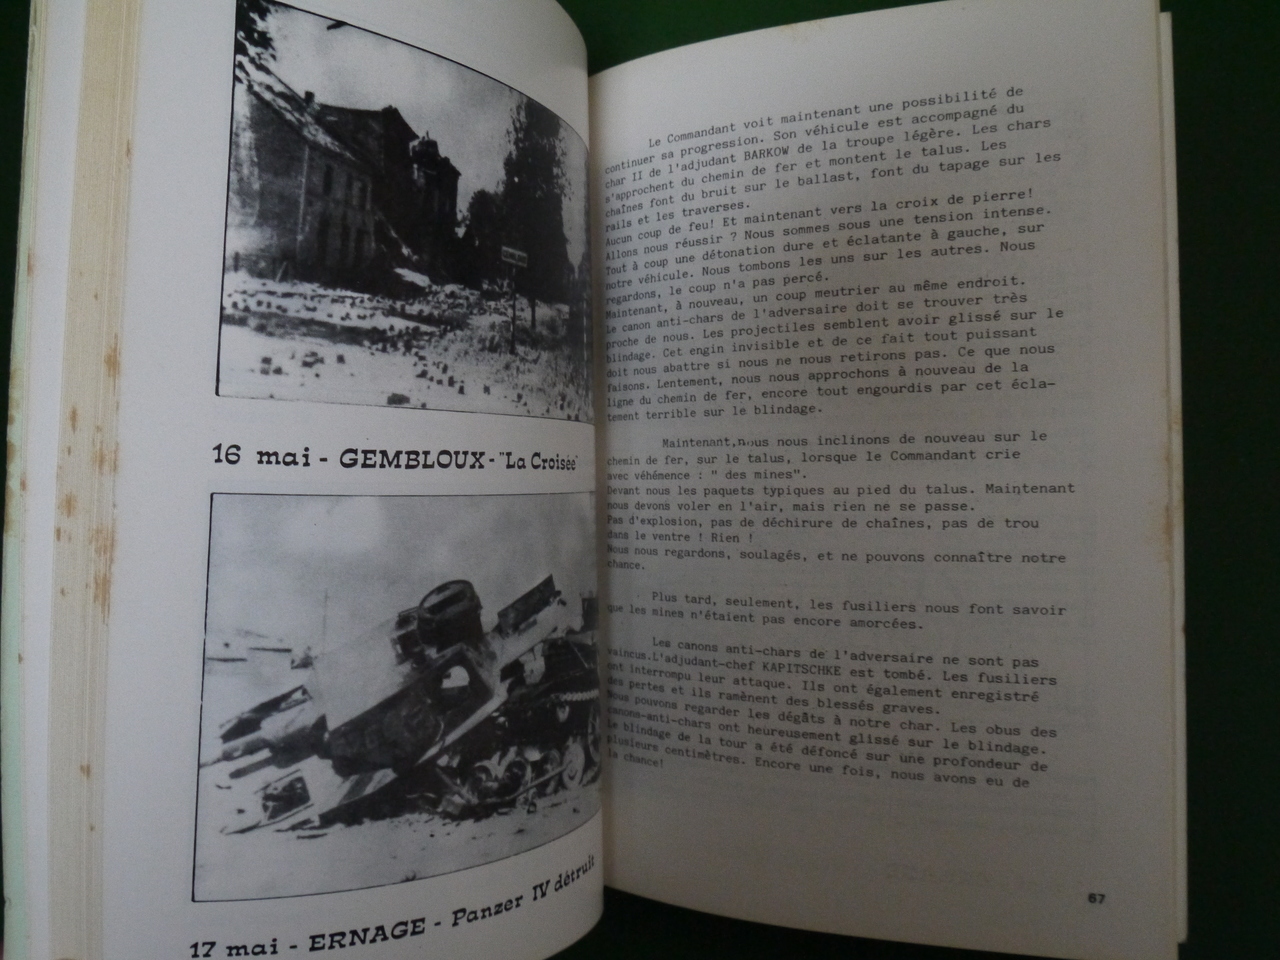 16 mai - GEMBLOUX - "La Croisée"
17 mai - ERNAGE - Panzer IV détruit
Le Commandant voit maintenant une possibilité de
continuer sa progression. Son véhicule est accompagné du
char II de l'adjudant BARKOW de la troupe légère. Les chars
s'approchent du chemin de fer et montent le talus. Les
chaînes font du bruit sur le ballast, font du tapage sur les
rails et les traverses.
Aucun coup de feu! Et maintenant vers la croix de pierre!
Allons nous réussir ? Nous sommes sous une tension intense.
Tout à coup une détonation dure et éclatante à gauche, sur
notre véhicule. Nous tombons les uns sur les autres. Nous
regardons, le coup n'a pas percé.
Maintenant, à nouveau, un coup meutrier au même endroit.
Le canon anti-chars de l'adversaire doit se trouver très
proche de nous. Les projectiles semblent avoir glissé sur le
blindage. Cet engin invisible et de ce fait tout puissant
doit nous abattre si nous ne nous retirons pas. Ce que nous
faisons. Lentement, nous nous approchons à nouveau de la
ligne du chemin de fer, encore tout engourdis par cet écla-
tement terrible sur le blindage.
Maintenant,nous nous inclinons de nouveau sur le
chemin de fer, sur le talus, lorsque le Commandant crie
avec véhémence : " des mines".
Devant nous les paquets typiques au pied du talus. Maintenant
nous devons voler en l'air, mais rien ne se passe.
Pas d'explosion, pas de déchirure de chaînes, pas de trou
dans le ventre ! Rien !
Nous nous regardons, soulagés, et ne pouvons connaître notre
chance.
Plus tard, seulement, les fusiliers nous font savoir
que les mines n'étaient pas encore amorcées.
Les canons anti-chars de l'adversaire ne sont pas
vaincus.L'adjudant-chef KAPITSCHKE est tombé. Les fusiliers
ont interrompu leur attaque. Ils ont également enregistré
des pertes et ils ramènent des blessés graves.
Nous pouvons regarder les dégâts à notre char. Les obus des
canons-anti-chars ont heureusement glissé sur le blindage.
Le blindage de la tour a été défoncé sur une profondeur de
plusieurs centimètres. Encore une fois, nous avons eu de
la chance!
67